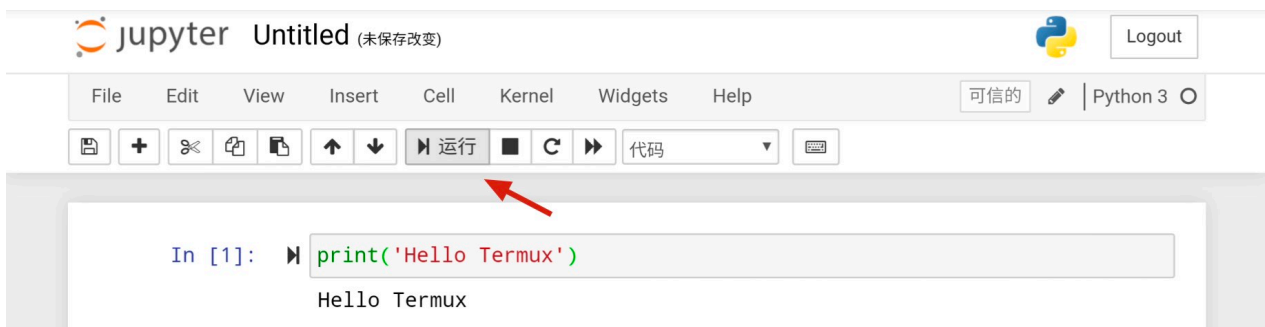 jupyter Untitled (未保存改变) Logout
File Edit View Insert Cell Kernel Widgets Help 可信的 Python 3
运行 代码
In [1]: print('Hello Termux')
Hello Termux